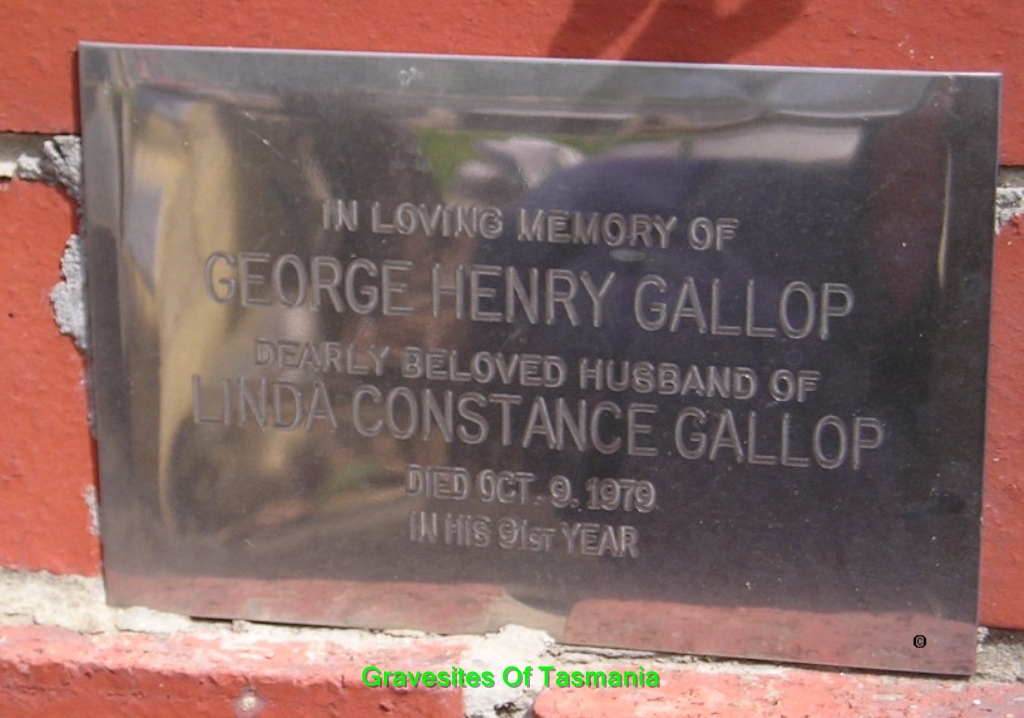 IN LOVING MEMORY OF
GEORGE HENRY GALLOP
DEARLY BELOVED HUSBAND OF
LINDA CONSTANCE GALLOP
DIED OCT. 9. 1979
IN HIS 91ST YEAR
©
Gravesites Of Tasmania